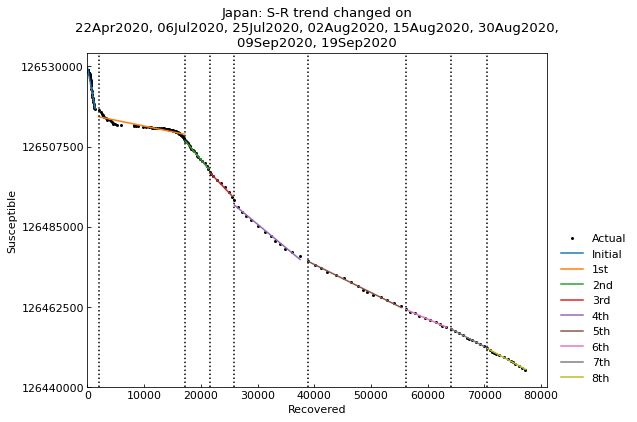 Japan: S-R trend changed on
22Apr2020, 06Jul2020, 25Jul2020, 02Aug2020, 15Aug2020, 30Aug2020,
09Sep2020, 19Sep2020
126530000
126507500
126485000
126462500
126440000
Susceptible
0
10000
20000
30000
40000
50000
60000
70000
80000
Recovered
Actual
Initial
1st
2nd
3rd
4th
5th
6th
7th
8th